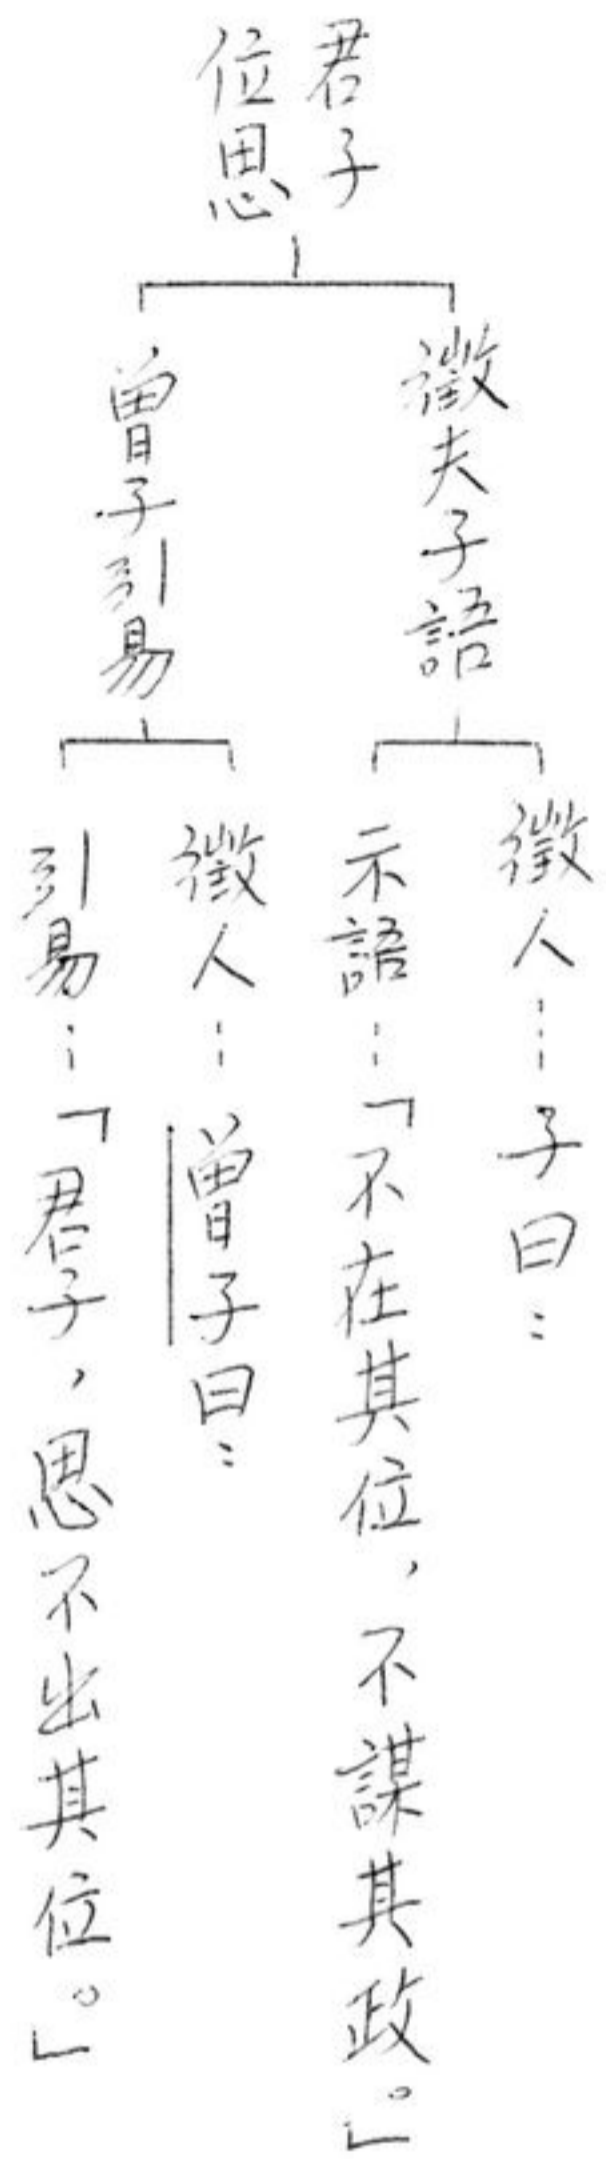 君子
位思
徵夫子語
徵人⋯⋯子曰：
示語⋯「不在其位，不謀其政。」
曾子引易
徵人⋯曾子曰：
引易⋯「君子，思不出其位。」